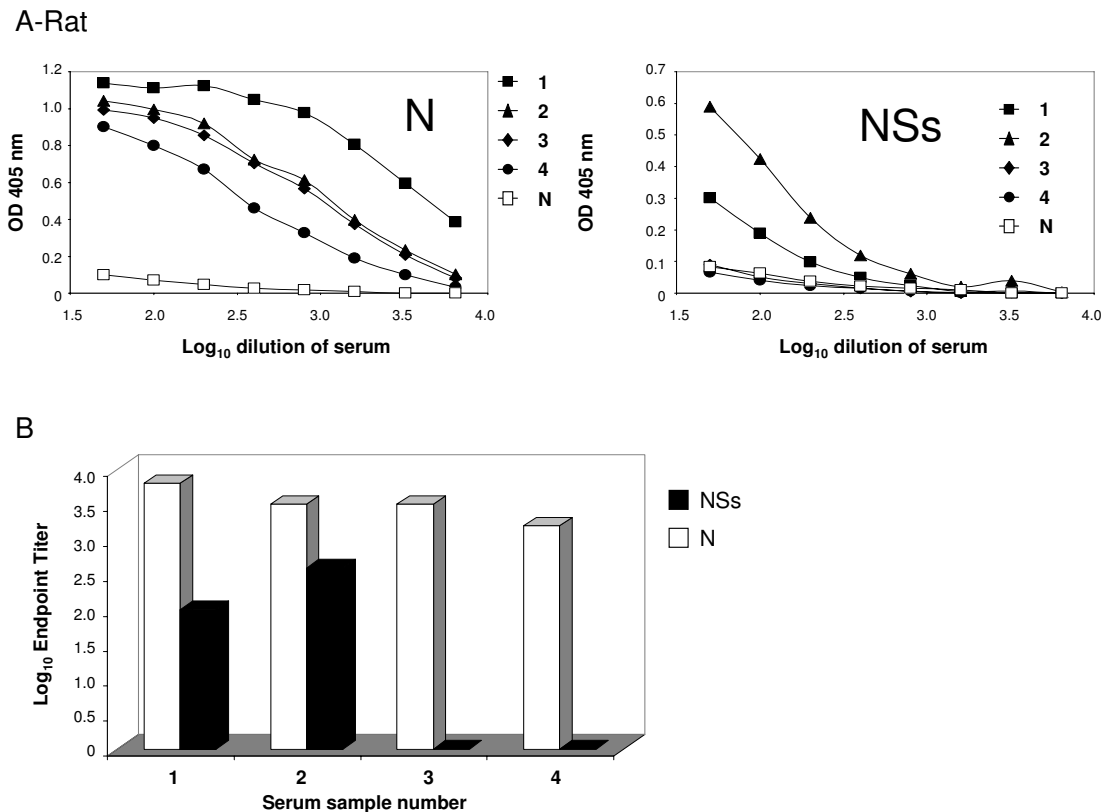 A-Rat
N
OD 405 nm
1.2
1.0
0.8
0.6
0.4
0.2
0
1.5 2.0 2.5 3.0 3.5 4.0
Log10 dilution of serum
1
2
3
4
N
NSs
OD 405 nm
0.7
0.6
0.5
0.4
0.3
0.2
0.1
0
1.5 2.0 2.5 3.0 3.5 4.0
Log10 dilution of serum
1
2
3
4
N
B
Log10 Endpoint Titer
4.0
3.5
3.0
2.5
2.0
1.5
1.0
0.5
0
1 2 3 4
Serum sample number
NSs
N